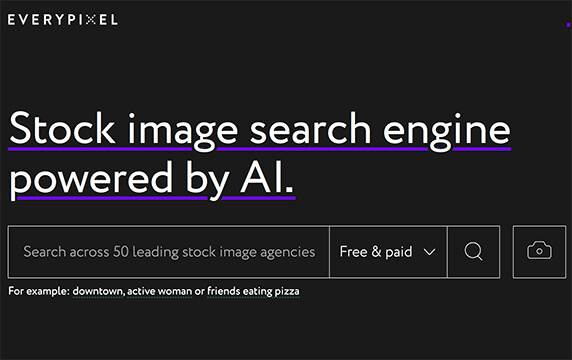 EVERYPIXEL
Stock image search engine
powered by AI.
Search across 50 leading stock image agencies Free & paid
For example: downtown, active woman or friends eating pizza